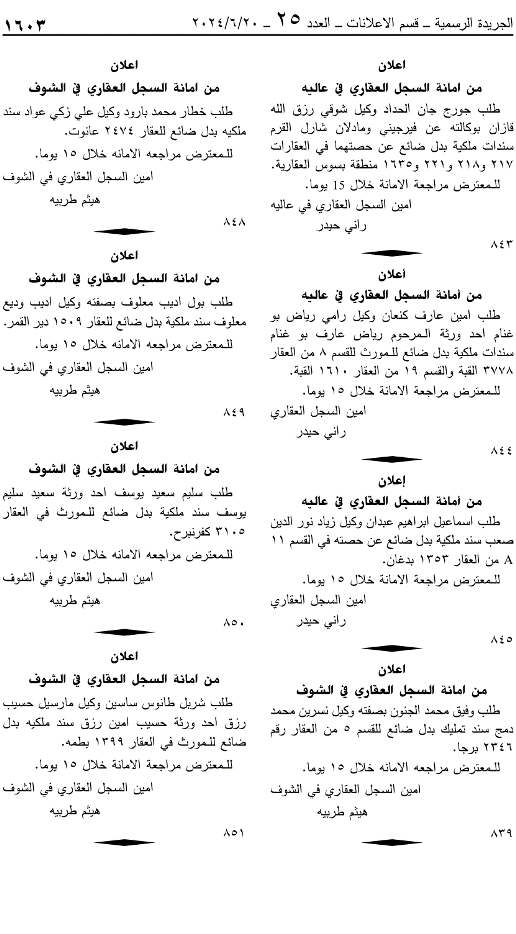 الجريدة الرسمية – قسم الاعلانات – العدد ٢٥ – ٢٠٢٤/٦/٢٠
١٦٠٣
اعلان
من امانة السجل العقاري في عاليه
طلب جورج جان الحداد وكيل شوقي رزق الله
قازان بوكالته عن فيرجيني ومادلان شارل القرم
سندات ملكية بدل ضائع عن حصتهما في العقارات
٢١٧ و٢١٨ و٢٢١ و١٦٣٥ منطقة بسوس العقارية.
للمعترض مراجعة الامانة خلال 15 يوما.
امين السجل العقاري في عاليه
راني حيدر
٨٤٣
أعلان
من أمانة السجل العقاري في عاليه
طلب امين عارف كنعان وكيل رامي رياض بو
غنام احد ورثة المرحوم رياض عارف بو غنام
سندات ملكية بدل ضائع للمورث للقسم ٨ من العقار
٣٧٧٨ القبة والقسم ١٩ من العقار ١٦١٠ القبة.
للمعترض مراجعة الامانة خلال ١٥ يوما.
امين السجل العقاري
راني حيدر
٨٤٤
إعلان
من أمانة السجل العقاري في عاليه
طلب اسماعيل ابراهيم عبدان وكيل زياد نور الدين
صعب سند ملكية بدل ضائع عن حصته في القسم ١١
A من العقار ١٣٥٣ بدغان.
للمعترض مراجعة الامانة خلال ١٥ يوما.
امين السجل العقاري
راني حيدر
٨٤٥
اعلان
من امانة السجل العقاري في الشوف
طلب وفيق محمد الجنون بصفته وكيل نسرين محمد
دمج سند تمليك بدل ضائع للقسم ٥ من العقار رقم
٢٣٤٦ برجا.
للمعترض مراجعة الامانه خلال ١٥ يوما.
امين السجل العقاري في الشوف
هيثم طربيه
٨٣٩
اعلان
من امانة السجل العقاري في الشوف
طلب خطار محمد بارود وكيل علي زكي عواد سند
ملكيه بدل ضائع للعقار ٢٤٧٤ عانوت.
للمعترض مراجعه الامانه خلال ١٥ يوما.
امين السجل العقاري في الشوف
هيثم طربيه
٨٤٨
اعلان
من امانة السجل العقاري في الشوف
طلب بول اديب معلوف بصفته وكيل اديب وديع
معلوف سند ملكية بدل ضائع للعقار ١٥٠٩ دير القمر.
للمعترض مراجعه الامانه خلال ١٥ يوما.
امين السجل العقاري في الشوف
هيثم طربيه
٨٤٩
اعلان
من امانة السجل العقاري في الشوف
طلب سليم سعيد يوسف احد ورثة سعيد سليم
يوسف سند ملكية بدل ضائع للمورث في العقار
٣١٠٥ كفرنبرح.
للمعترض مراجعه الامانه خلال ١٥ يوما.
امين السجل العقاري في الشوف
هيثم طربيه
٨٥٠
اعلان
من امانة السجل العقاري في الشوف
طلب شربل طانوس ساسين وكيل مارسيل حسيب
رزق احد ورثة حسيب امين رزق سند ملكيه بدل
ضائع للمورث في العقار ١٣٩٩ بطمه.
للمعترض مراجعة الامانة خلال ١٥ يوما.
امين السجل العقاري في الشوف
هيثم طربيه
٨٥١